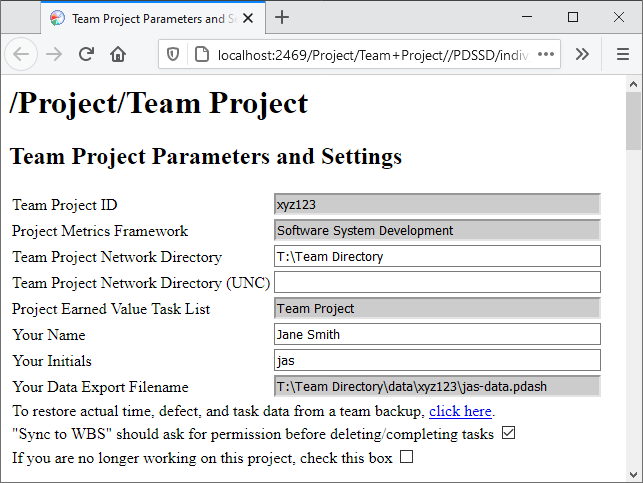 Team Project Parameters and Se
localhost:2469/Project/Team+Project//PDSSD/indiv
/Project/Team Project
Team Project Parameters and Settings
Team Project ID xyz123
Project Metrics Framework Software System Development
Team Project Network Directory T:\Team Directory
Team Project Network Directory (UNC)
Project Earned Value Task List Team Project
Your Name Jane Smith
Your Initials jas
Your Data Export Filename T:\Team Directory\data\xyz123\jas-data.pdash
To restore actual time, defect, and task data from a team backup, click here.
"Sync to WBS" should ask for permission before deleting/completing tasks
If you are no longer working on this project, check this box